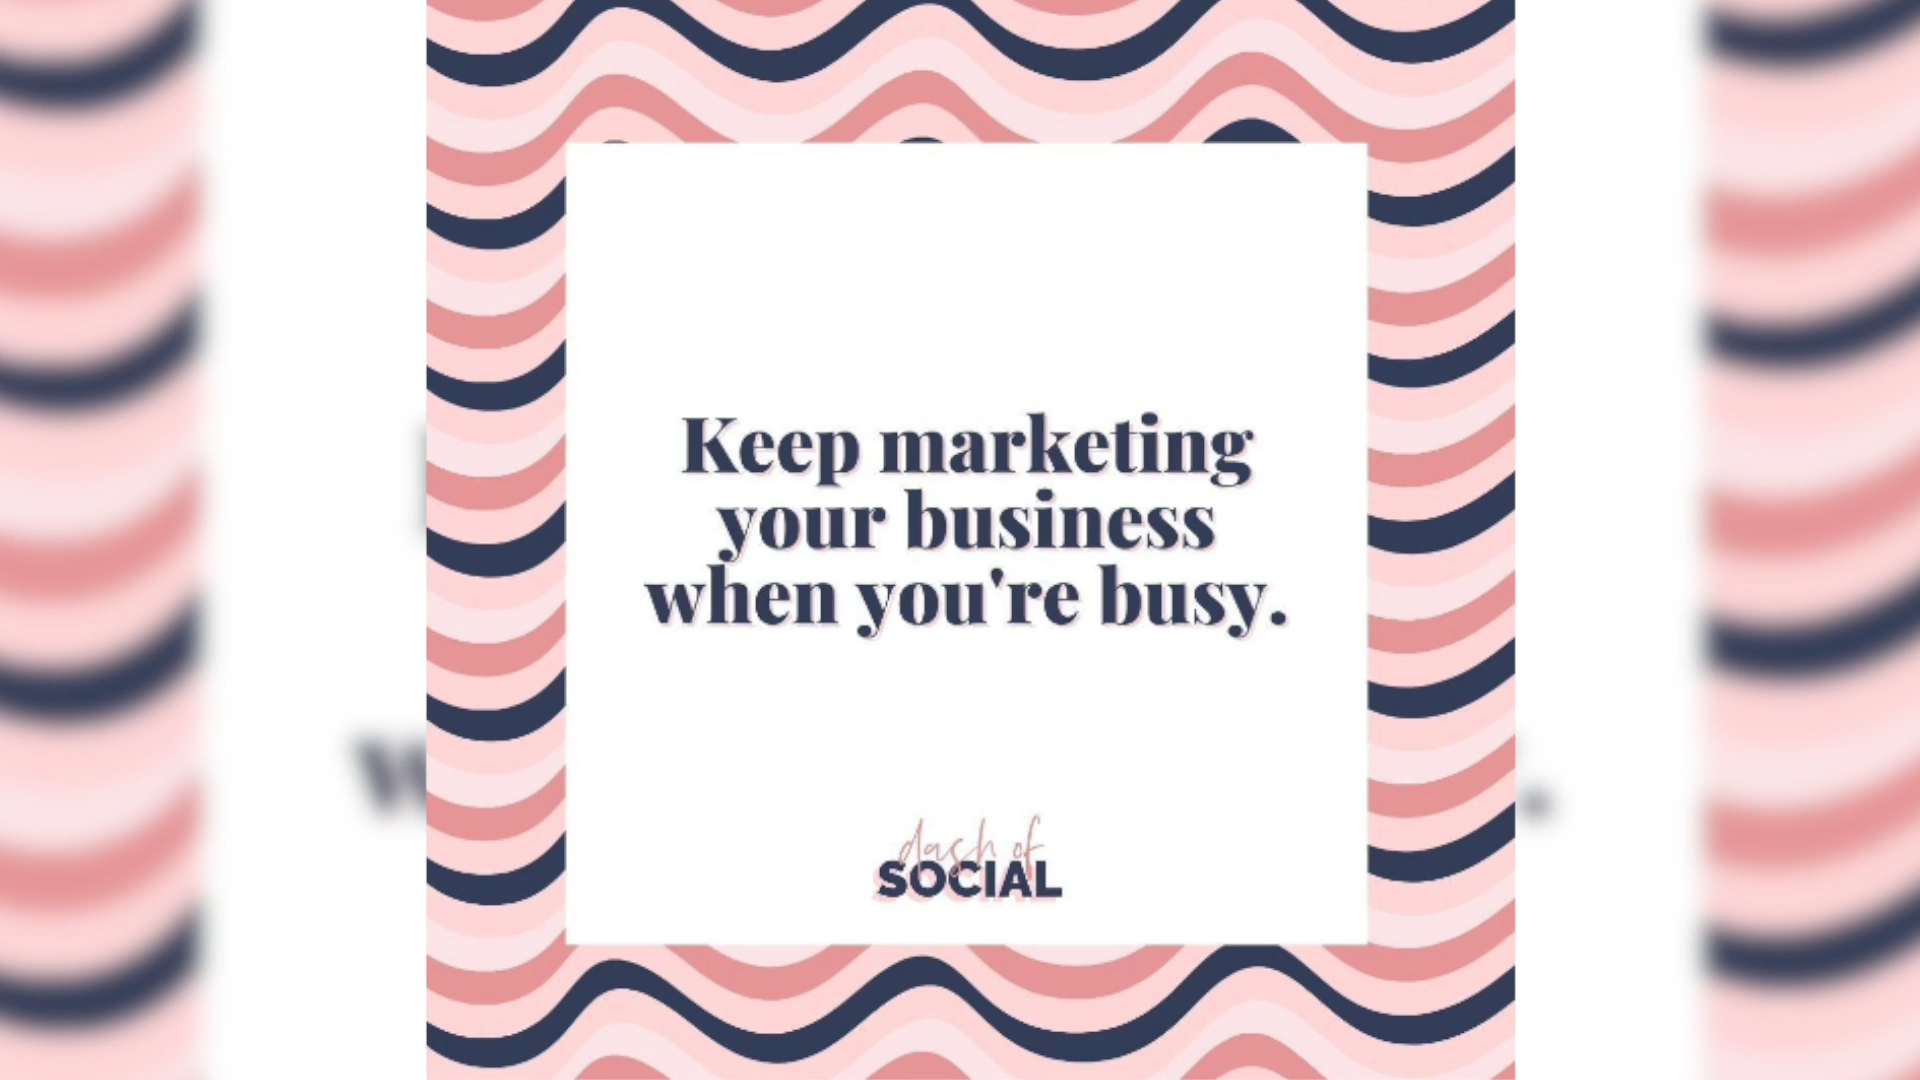 Keep marketing
your business
when you're busy.
dash of
SOCIAL